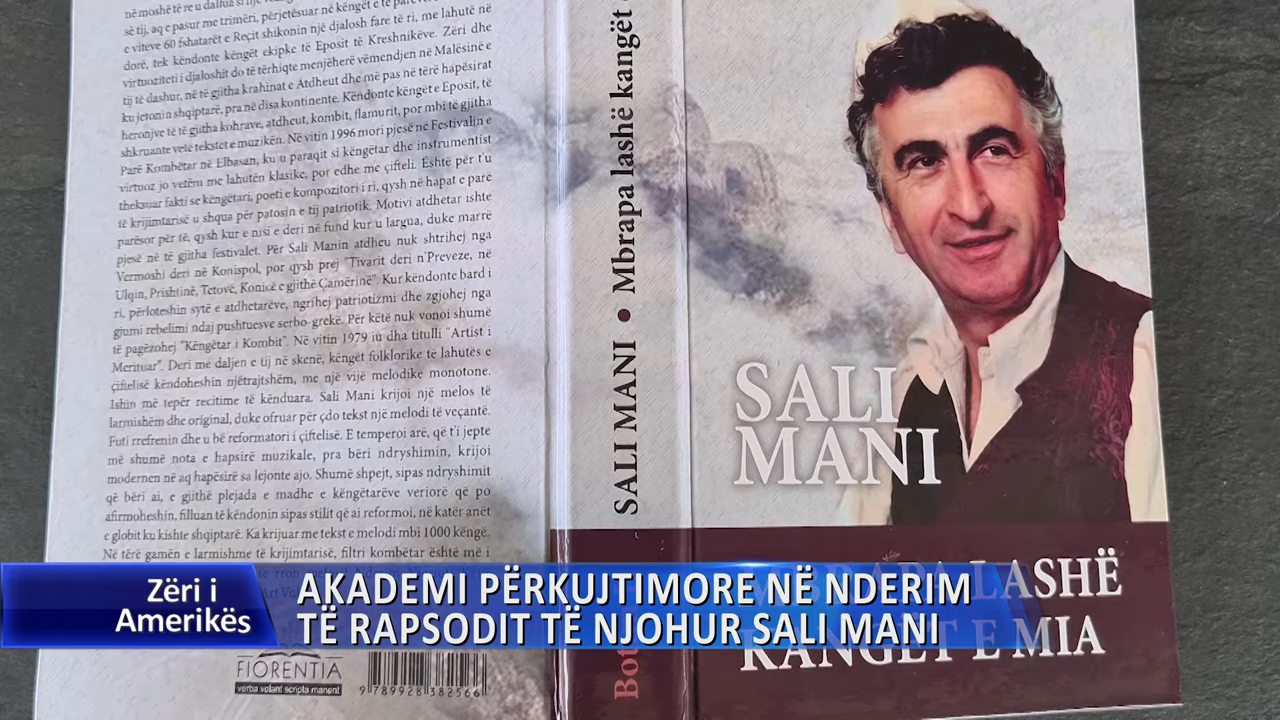 në moshë të re u dallua si një
së tij, aq e pasur me trimëri, përjetësuar në këngët e të parëve
e viteve 60 fshatarët e Reçit shikonin një djalosh fare të ri, me lahutë në
dorë, tek këndonte këngët ekipke të Eposit të Kreshnikëve. Zëri dhe
virtuoziteti i djaloshit do të tërhiqte menjëherë vëmendjen në Malësinë e
tij të dashur, në të gjitha krahinat e Atdheut dhe më pas në tërë hapësirat
ku jetonin shqiptarë, pra në disa kontinente. Këndonte këngët e Eposit, të
heronjve të të gjitha kohrave, atdheut, kombit, flamurit, por mbi të gjitha
shkruante vetë tekstet e muzikën. Në vitin 1996 mori pjesë në Festivalin e
Parë Kombëtar në Elbasan, ku u paraqit si këngëtar dhe instrumentist
virtuoz jo vetëm me lahutën klasike, por edhe me çifteli. Është për t'u
theksuar fakti se këngëtari, poeti e kompozitori i ri, qysh në hapat e parë
të krijimtarisë u shqua për patosin e tij patriotik. Motivi atdhetar ishte
parësor për të, qysh kur e nisi e deri në fund kur u largua, duke marrë
pjesë në të gjitha festivalet. Për Sali Manin atdheu nuk shtrihej nga
Vermoshi deri në Konispol, por qysh prej "Tivarit deri n'Preveze, në
Ulqin, Prishtinë, Tetovë, Konicë e gjithë Çamërinë". Kur këndonte bard i
ri, përloteshin sytë e atdhetarëve, ngrihej patriotizmi dhe zgjohej nga
gjumi rebelimi ndaj pushtuesve serbo-grekë. Për këtë nuk vonoi shumë
të pagëzohej "Këngëtar i Kombit". Në vitin 1979 iu dha titulli "Artist i
Merituar". Deri me daljen e tij në skenë, këngët folklorike të lahutës e
çiftelisë këndoheshin njëtrajtshëm, me një vijë melodike monotone.
Ishin më tepër recitime të kënduara. Sali Mani krijoi një melos të
larmishëm dhe original, duke ofruar për çdo tekst një melodi të veçantë.
Futi rrefrenin dhe u bë reformatori i çiftelisë. E temperoi arë, që t'i jepte
më shumë nota e hapsirë muzikale, pra bëri ndryshimin, krijoi
modernen në aq hapësirë sa lejonte ajo. Shumë shpejt, sipas ndryshimit
që bëri ai, e gjithë plejada e madhe e këngëtarëve veriorë që po
afirmoheshin, filluan të këndonin sipas stilit që ai reformoi, në katër anët
e globit ku kishte shqiptarë. Ka krijuar me tekst e melodi mbi 1000 këngë.
Në tërë gamën e larmishme të krijimtarisë, filtri kombëtar është më i
FIORENTIA
verba volant scripta manent
9 789928 382566
SALI MANI • Mbrapa lashë kangët
Bot
SALI
MANI
MBRAPA LASHË
KANGËT E MIA
Zëri i
Amerikës
AKADEMI PËRKUJTIMORE NË NDERIM
TË RAPSODIT TË NJOHUR SALI MANI